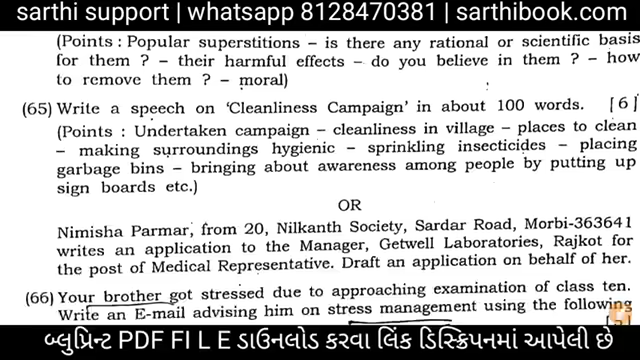 sarthi support | whatsapp 8128470381 | sarthibook.com
(Points : Popular superstitions – is there any rational or scientific basis
for them ? – their harmful effects – do you believe in them ? – how
to remove them ? – moral)
(65) Write a speech on ‘Cleanliness Campaign’ in about 100 words. [6]
(Points : Undertaken campaign – cleanliness in village – places to clean
– making surroundings hygienic – sprinkling insecticides – placing
garbage bins – bringing about awareness among people by putting up
sign boards etc.)
OR
Nimisha Parmar, from 20, Nilkanth Society, Sardar Road, Morbi-363641
writes an application to the Manager, Getwell Laboratories, Rajkot for
the post of Medical Representative. Draft an application on behalf of her.
(66) Your brother got stressed due to approaching examination of class ten.
Write an E-mail advising him on stress management using the following
બ્લુપ્રિન્ટ PDF FI L E ડાઉનલોડ કરવા લિંક ડિસ્ક્રિપનમાં આપેલી છે